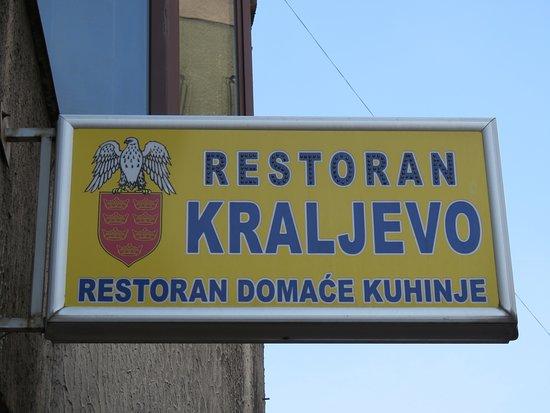 RESTORAN
KRALJEVO
RESTORAN DOMAĆE KUHINJE